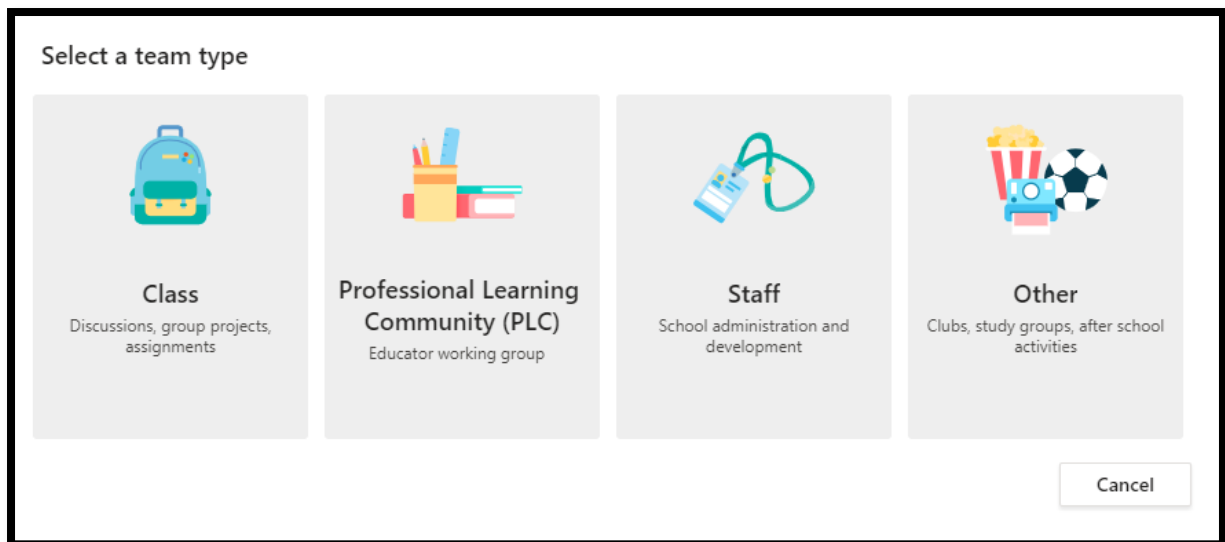 Select a team type
Class
Discussions, group projects,
assignments
Professional Learning
Community (PLC)
Educator working group
Staff
School administration and
development
Other
Clubs, study groups, after school
activities
Cancel